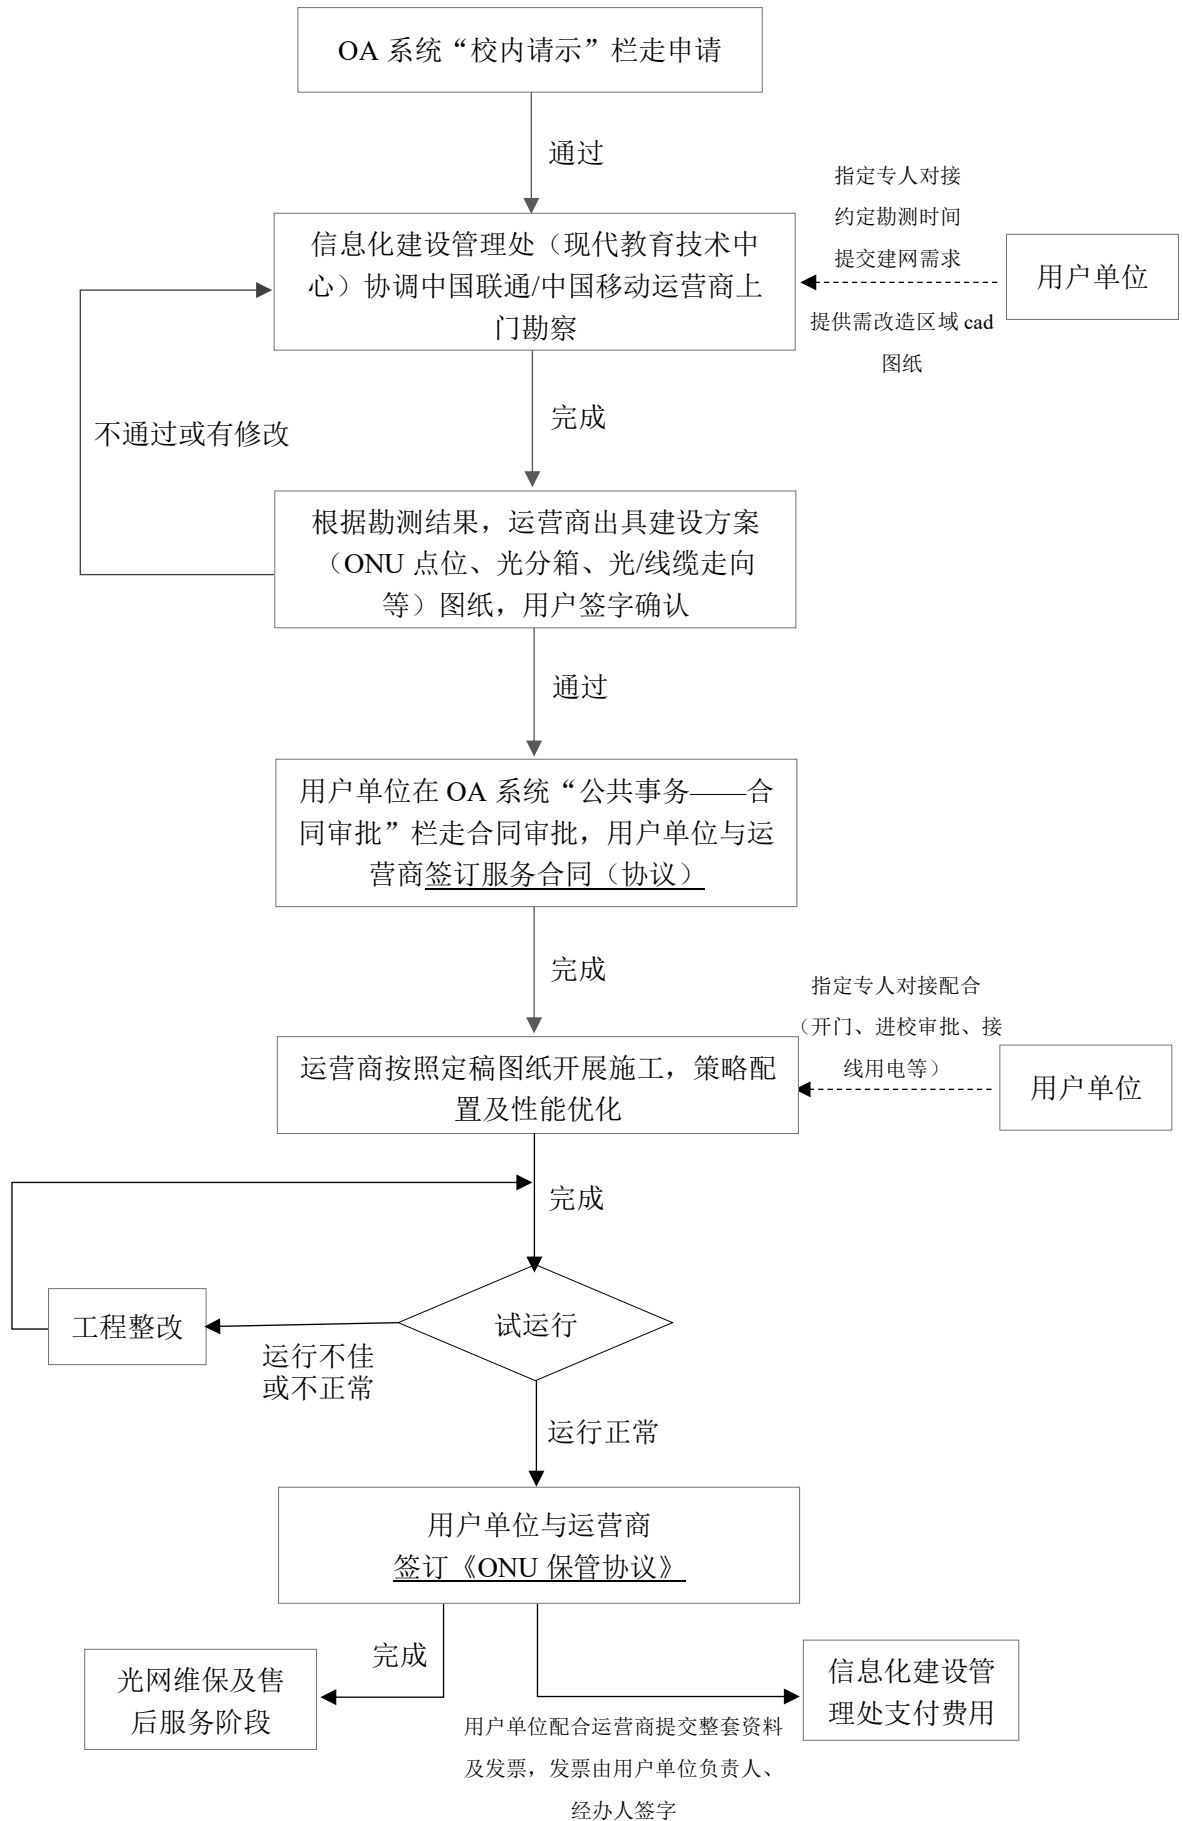 OA 系统“校内请示”栏走申请
通过
指定专人对接
约定勘测时间
提交建网需求
信息化建设管理处（现代教育技术中
心）协调中国联通/中国移动运营商上
门勘察
用户单位
提供需改造区域 cad
图纸
完成
不通过或有修改
根据勘测结果，运营商出具建设方案
（ONU 点位、光分箱、光/线缆走向
等）图纸，用户签字确认
通过
用户单位在 OA 系统“公共事务——合
同审批”栏走合同审批，用户单位与运
营商签订服务合同（协议）
完成
指定专人对接配合
（开门、进校审批、接
线用电等）
运营商按照定稿图纸开展施工，策略配
置及性能优化
用户单位
完成
试运行
工程整改
运行不佳
或不正常
运行正常
用户单位与运营商
签订《ONU 保管协议》
完成
光网维保及售
后服务阶段
信息化建设管
理处支付费用
用户单位配合运营商提交整套资料
及发票，发票由用户单位负责人、
经办人签字